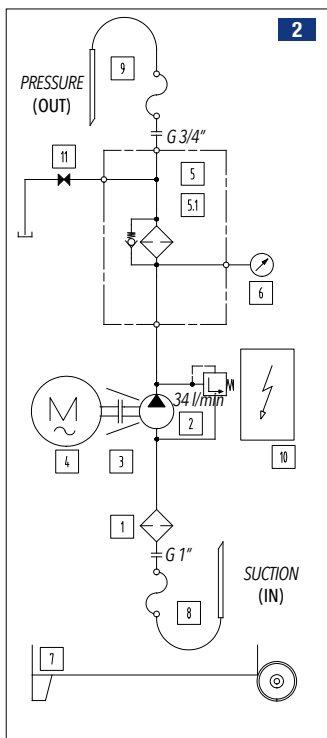 2
9
PRESSURE
(OUT)
G 3/4"
11
5
5.1
6
M
34 l/min
2
4
3
10
1
G 1"
SUCTION
(IN)
8
7